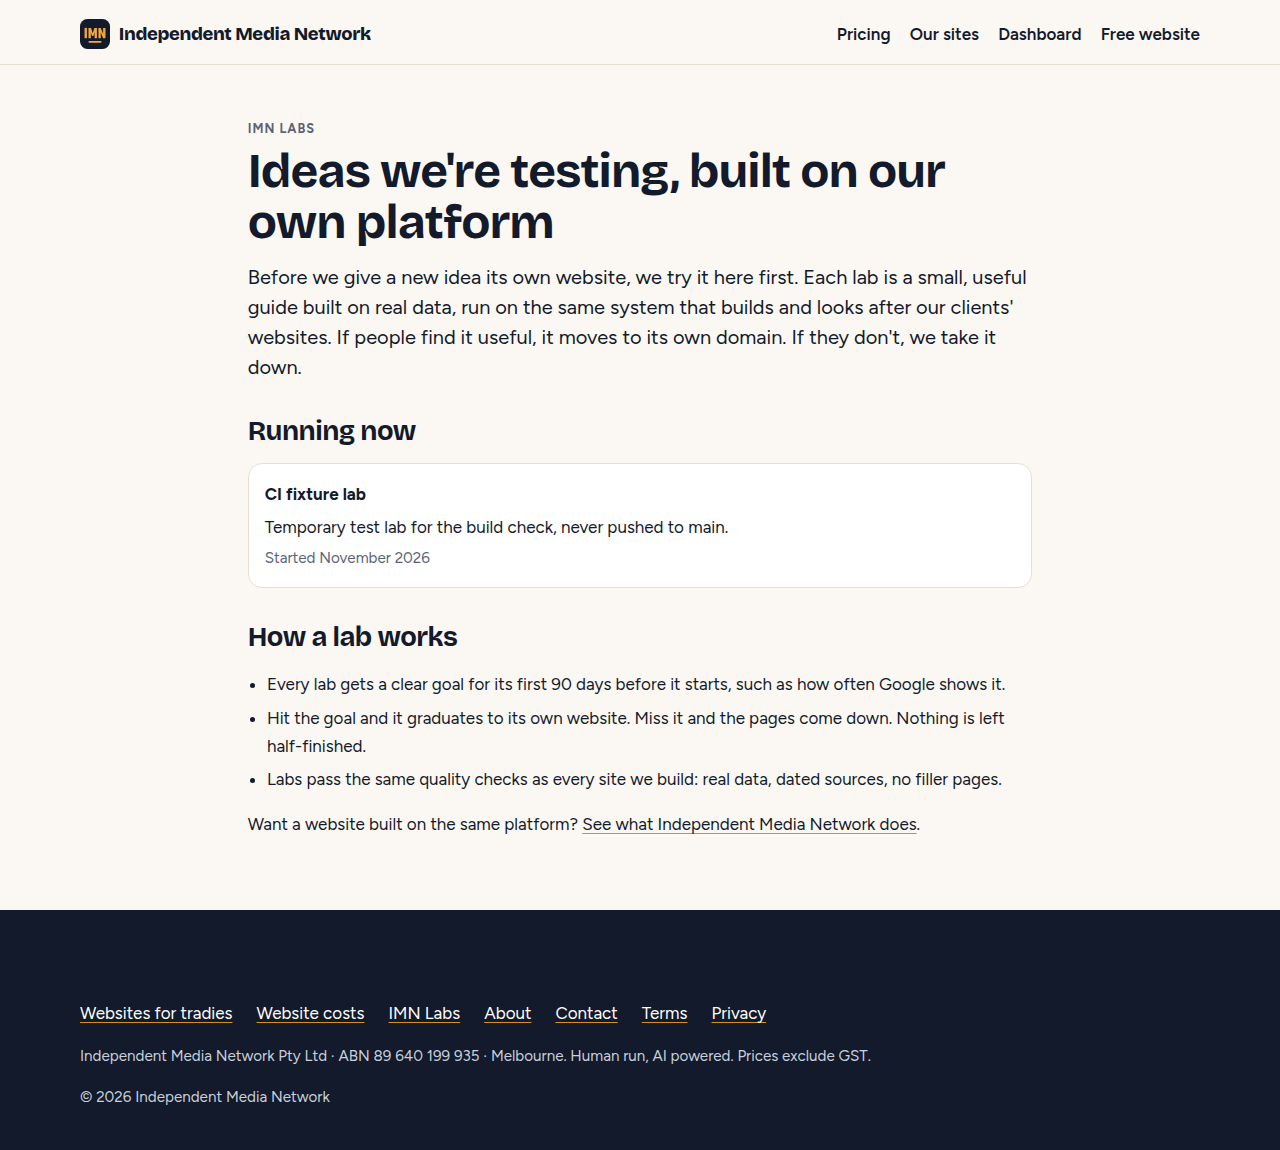 IMN
Independent Media Network
Pricing Our sites Dashboard Free website
IMN LABS
Ideas we're testing, built on our
own platform
Before we give a new idea its own website, we try it here first. Each lab is a small, useful
guide built on real data, run on the same system that builds and looks after our clients'
websites. If people find it useful, it moves to its own domain. If they don't, we take it
down.
Running now
CI fixture lab
Temporary test lab for the build check, never pushed to main.
Started November 2026
How a lab works
• Every lab gets a clear goal for its first 90 days before it starts, such as how often Google shows it.
• Hit the goal and it graduates to its own website. Miss it and the pages come down. Nothing is left
half-finished.
• Labs pass the same quality checks as every site we build: real data, dated sources, no filler pages.
Want a website built on the same platform? See what Independent Media Network does.
Websites for tradies Website costs IMN Labs About Contact Terms Privacy
Independent Media Network Pty Ltd · ABN 89 640 199 935 · Melbourne. Human run, AI powered. Prices exclude GST.
© 2026 Independent Media Network